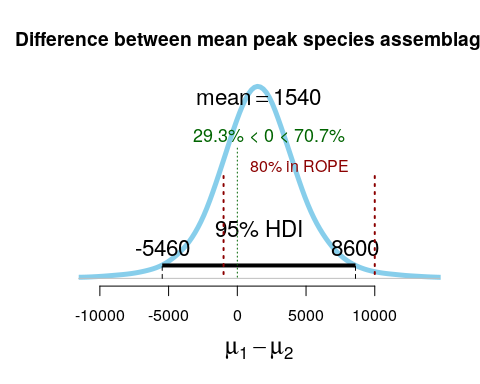 Difference between mean peak species assemblag
mean = 1540
29.3% < 0 < 70.7%
80% in ROPE
95% HDI
-5460 8600
-10000 -5000 0 5000 10000
μ1 − μ2